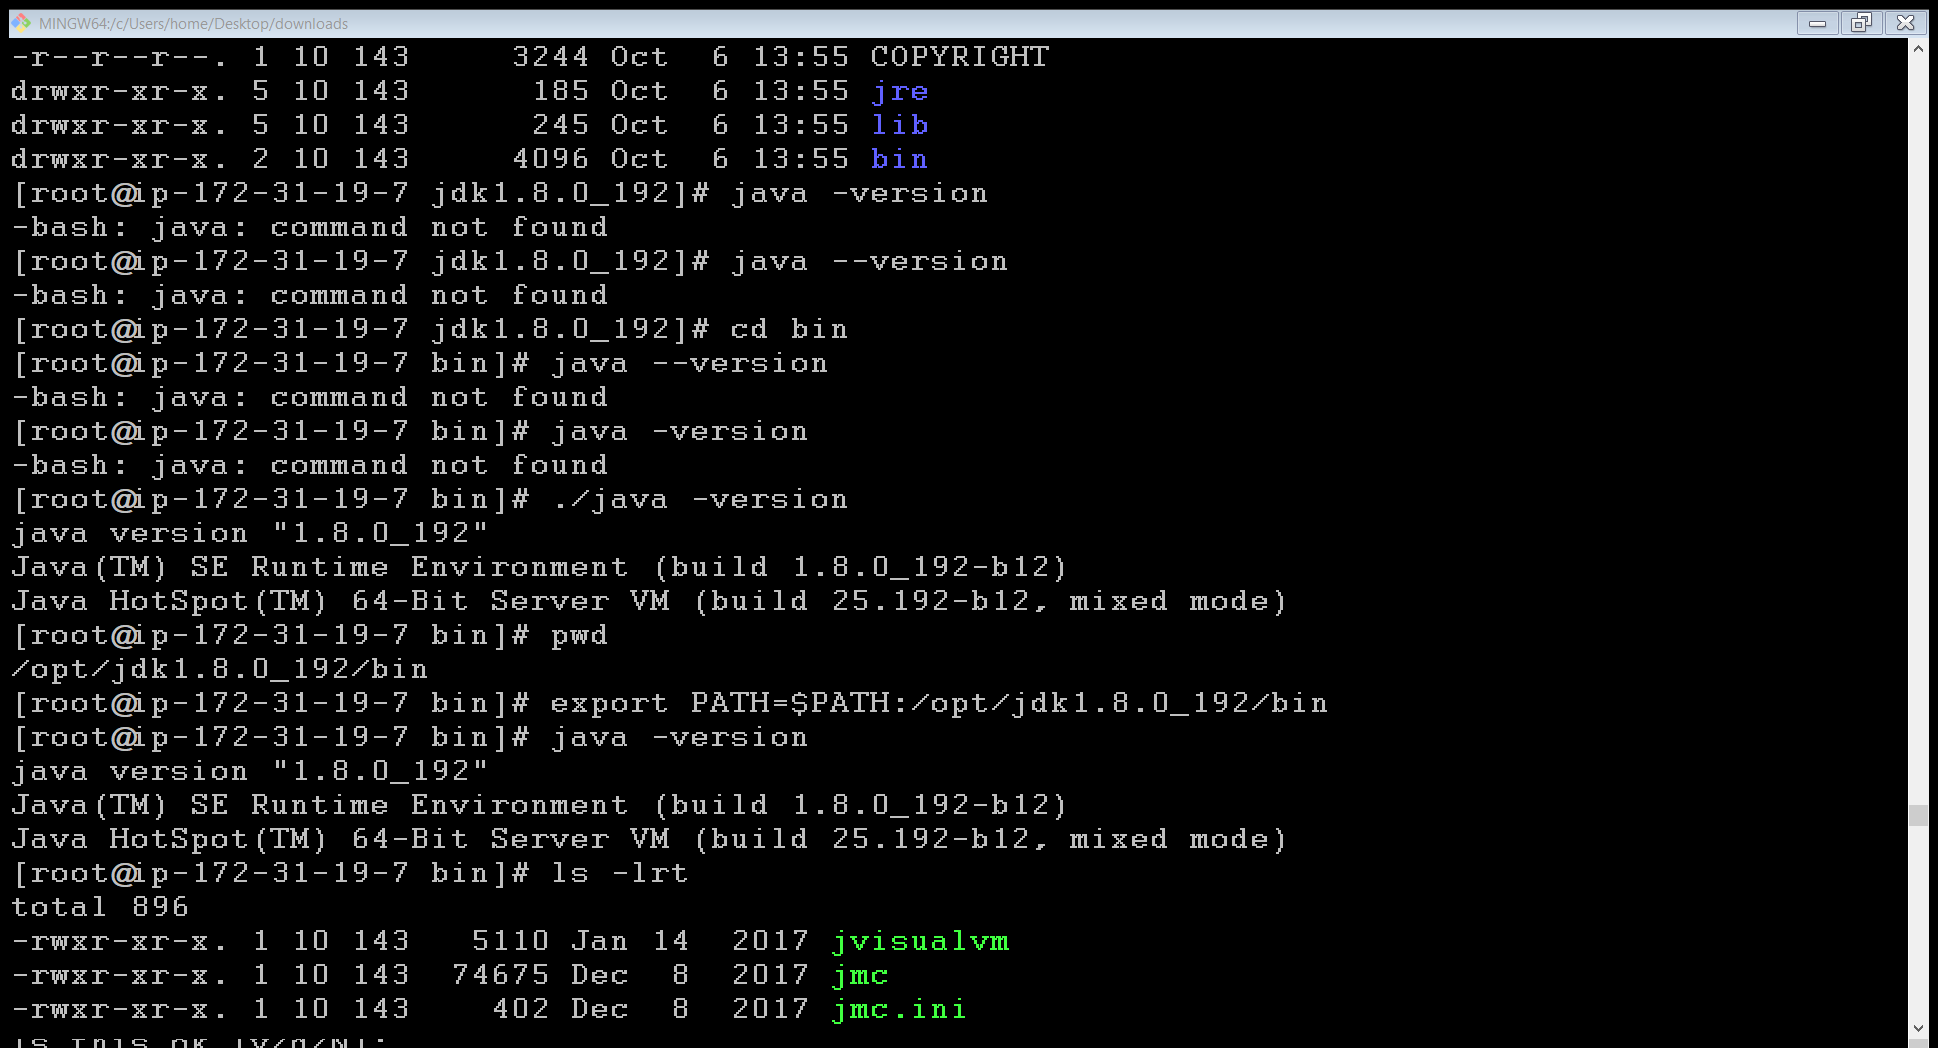 MINGW64:/c/Users/home/Desktop/downloads
-r--r--r--. 1 10 143     3244 Oct  6 13:55 COPYRIGHT
drwxr-xr-x. 5 10 143      185 Oct  6 13:55 jre
drwxr-xr-x. 5 10 143      245 Oct  6 13:55 lib
drwxr-xr-x. 2 10 143     4096 Oct  6 13:55 bin
[root@ip-172-31-19-7 jdk1.8.0_192]# java -version
-bash: java: command not found
[root@ip-172-31-19-7 jdk1.8.0_192]# java --version
-bash: java: command not found
[root@ip-172-31-19-7 jdk1.8.0_192]# cd bin
[root@ip-172-31-19-7 bin]# java --version
-bash: java: command not found
[root@ip-172-31-19-7 bin]# java -version
-bash: java: command not found
[root@ip-172-31-19-7 bin]# ./java -version
java version "1.8.0_192"
Java(TM) SE Runtime Environment (build 1.8.0_192-b12)
Java HotSpot(TM) 64-Bit Server VM (build 25.192-b12, mixed mode)
[root@ip-172-31-19-7 bin]# pwd
/opt/jdk1.8.0_192/bin
[root@ip-172-31-19-7 bin]# export PATH=$PATH:/opt/jdk1.8.0_192/bin
[root@ip-172-31-19-7 bin]# java -version
java version "1.8.0_192"
Java(TM) SE Runtime Environment (build 1.8.0_192-b12)
Java HotSpot(TM) 64-Bit Server VM (build 25.192-b12, mixed mode)
[root@ip-172-31-19-7 bin]# ls -lrt
total 896
-rwxr-xr-x. 1 10 143   5110 Jan 14  2017 jvisualvm
-rwxr-xr-x. 1 10 143  74675 Dec  8  2017 jmc
-rwxr-xr-x. 1 10 143    402 Dec  8  2017 jmc.ini
Is this ok [y/d/N]: